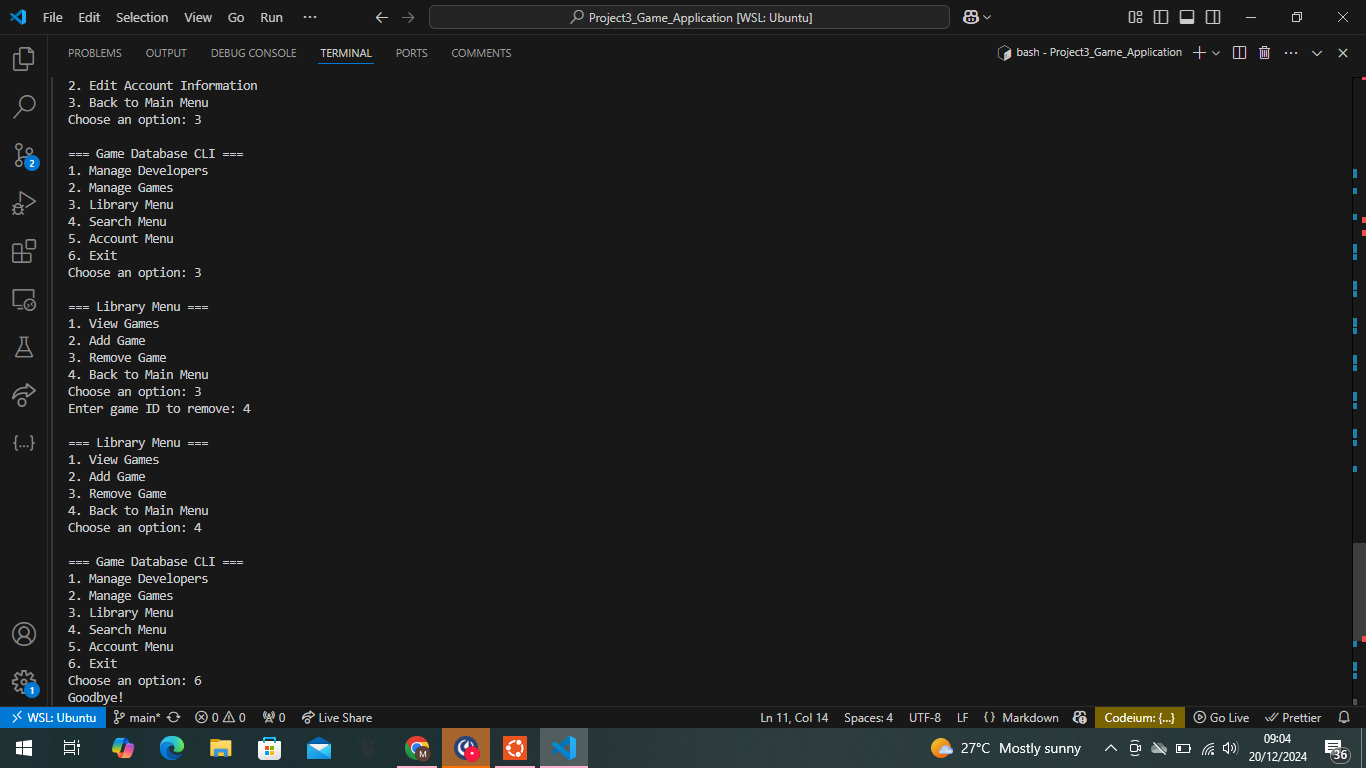 File Edit Selection View Go Run ···
Project3_Game_Application [WSL: Ubuntu]
PROBLEMS OUTPUT DEBUG CONSOLE TERMINAL PORTS COMMENTS
bash - Project3_Game_Application
2. Edit Account Information
3. Back to Main Menu
Choose an option: 3
=== Game Database CLI ===
1. Manage Developers
2. Manage Games
3. Library Menu
4. Search Menu
5. Account Menu
6. Exit
Choose an option: 3
=== Library Menu ===
1. View Games
2. Add Game
3. Remove Game
4. Back to Main Menu
Choose an option: 3
Enter game ID to remove: 4
=== Library Menu ===
1. View Games
2. Add Game
3. Remove Game
4. Back to Main Menu
Choose an option: 4
=== Game Database CLI ===
1. Manage Developers
2. Manage Games
3. Library Menu
4. Search Menu
5. Account Menu
6. Exit
Choose an option: 6
Goodbye!
2
1
WSL: Ubuntu main* 0 0 0 Live Share Ln 11, Col 14 Spaces: 4 UTF-8 LF Markdown Codeium: {...} Go Live Prettier
27°C Mostly sunny
09:04
20/12/2024
36
M